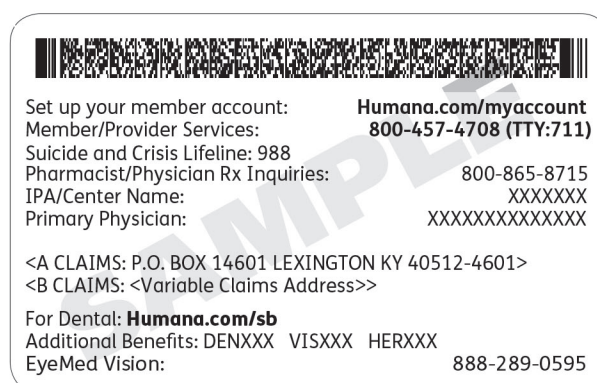 Set up your member account: Humana.com/myaccount
Member/Provider Services: 800-457-4708 (TTY:711)
Suicide and Crisis Lifeline: 988
Pharmacist/Physician Rx Inquiries: 800-865-8715
IPA/Center Name: XXXXXXX
Primary Physician: XXXXXXXXXXXXXX
<A CLAIMS: P.O. BOX 14601 LEXINGTON KY 40512-4601>
<B CLAIMS: <Variable Claims Address>>
For Dental: Humana.com/sb
Additional Benefits: DENXXX VISXXX HERXXX
EyeMed Vision: 888-289-0595
SAMPLE